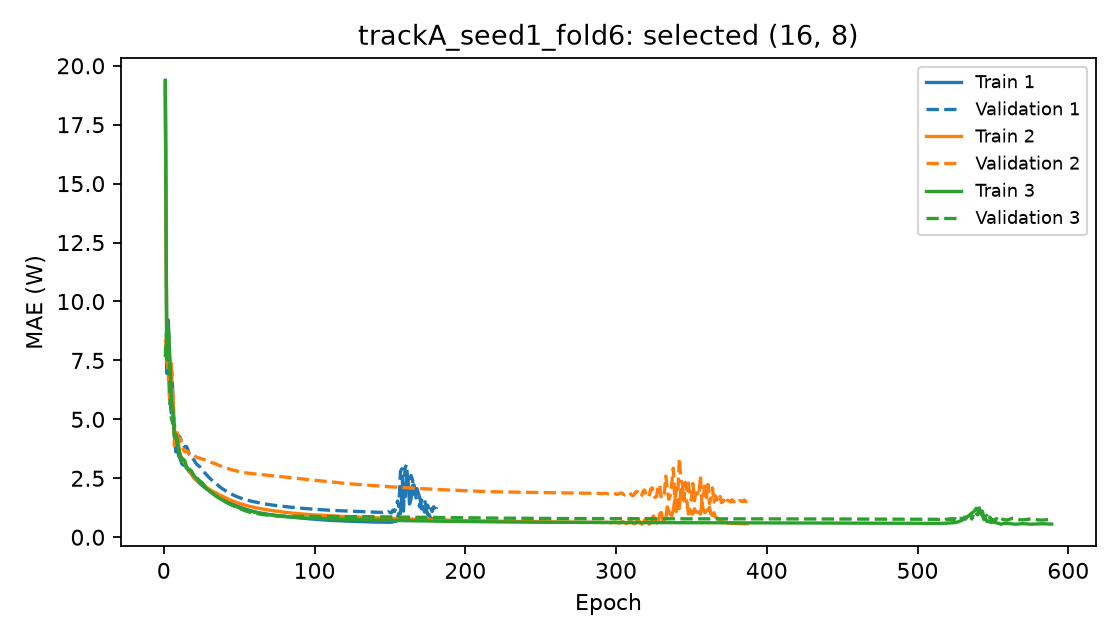 trackA_seed1_fold6: selected (16, 8)
20.0
17.5
15.0
12.5
10.0
7.5
5.0
2.5
0.0
MAE (W)
Train 1
Validation 1
Train 2
Validation 2
Train 3
Validation 3
0 100 200 300 400 500 600
Epoch